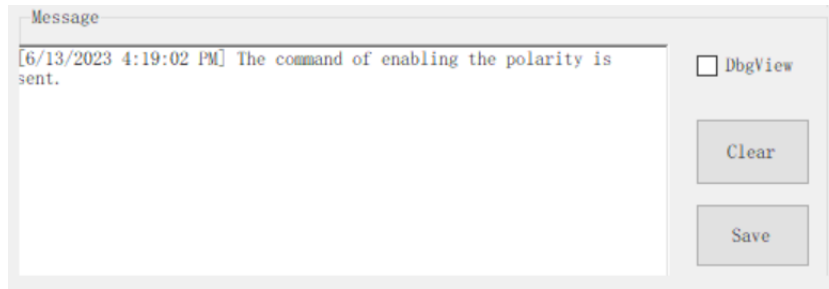 Message
[6/13/2023 4:19:02 PM] The command of enabling the polarity is
sent.
DbgView
Clear
Save